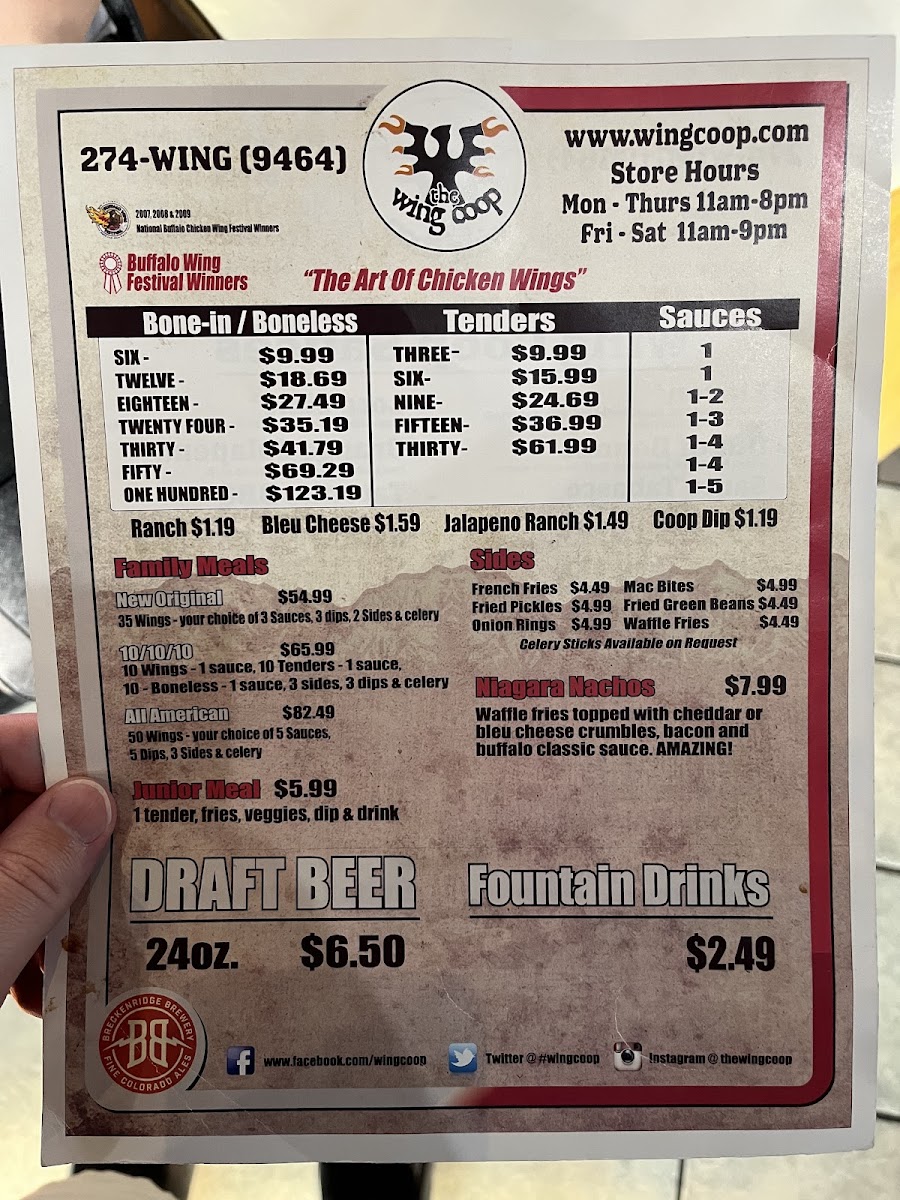 274-WING (9464)
the
wing coop
www.wingcoop.com
Store Hours
Mon - Thurs 11am-8pm
Fri - Sat 11am-9pm
2007, 2008 & 2009
National Buffalo Chicken Wing Festival Winners
Buffalo Wing
Festival Winners
"The Art Of Chicken Wings"
Bone-in / Boneless Tenders Sauces
SIX - $9.99 THREE- $9.99 1
TWELVE - $18.69 SIX- $15.99 1
EIGHTEEN - $27.49 NINE- $24.69 1-2
TWENTY FOUR - $35.19 FIFTEEN- $36.99 1-3
THIRTY - $41.79 THIRTY- $61.99 1-4
FIFTY - $69.29 1-4
ONE HUNDRED - $123.19 1-5
Ranch $1.19 Bleu Cheese $1.59 Jalapeno Ranch $1.49 Coop Dip $1.19
Family Meals
New Original $54.99
35 Wings - your choice of 3 Sauces, 3 dips, 2 Sides & celery
10/10/10 $65.99
10 Wings - 1 sauce, 10 Tenders - 1 sauce,
10 - Boneless - 1 sauce, 3 sides, 3 dips & celery
All American $82.49
50 Wings - your choice of 5 Sauces,
5 Dips, 3 Sides & celery
Junior Meal $5.99
1 tender, fries, veggies, dip & drink
Sides
French Fries $4.49 Mac Bites $4.99
Fried Pickles $4.99 Fried Green Beans $4.49
Onion Rings $4.99 Waffle Fries $4.49
Celery Sticks Available on Request
Niagara Nachos $7.99
Waffle fries topped with cheddar or
bleu cheese crumbles, bacon and
buffalo classic sauce. AMAZING!
DRAFT BEER
24oz. $6.50
Fountain Drinks
$2.49
BRECKENRIDGE BREWERY
BB
FINE COLORADO ALES
www.facebook.com/wingcoop
Twitter @ #wingcoop
Instagram @ thewingcoop